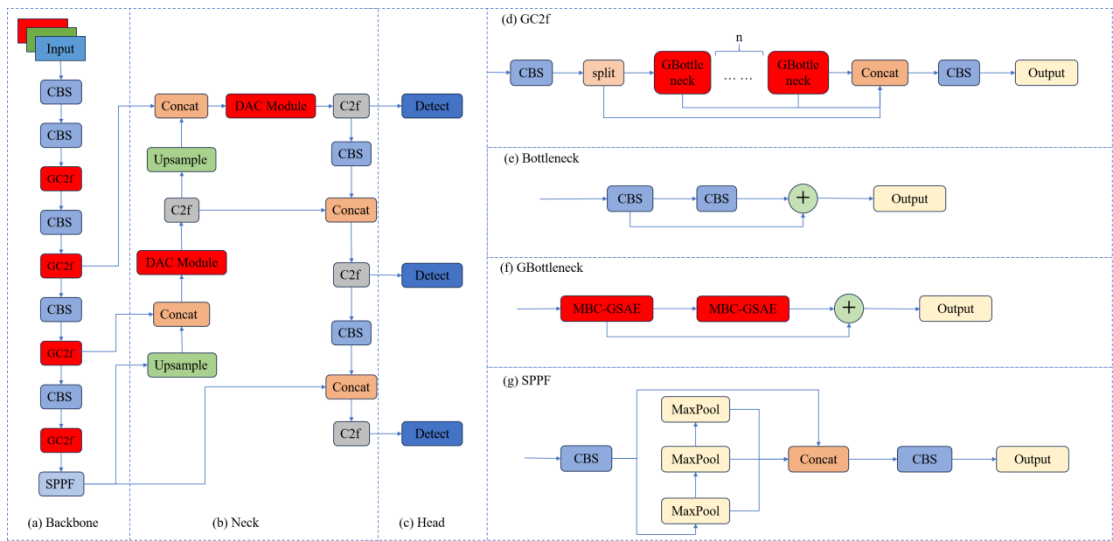 Input
CBS
CBS
GC2f
CBS
GC2f
CBS
GC2f
CBS
GC2f
SPPF
(a) Backbone
Concat
DAC Module
C2f
Upsample
CBS
C2f
Concat
DAC Module
C2f
Concat
CBS
Upsample
Concat
C2f
(b) Neck
Detect
Detect
Detect
(c) Head
(d) GC2f
n
CBS
split
GBottle
neck
... ...
GBottle
neck
Concat
CBS
Output
(e) Bottleneck
CBS
CBS
+
Output
(f) GBottleneck
MBC-GSAE
MBC-GSAE
+
Output
(g) SPPF
MaxPool
CBS
MaxPool
Concat
CBS
Output
MaxPool